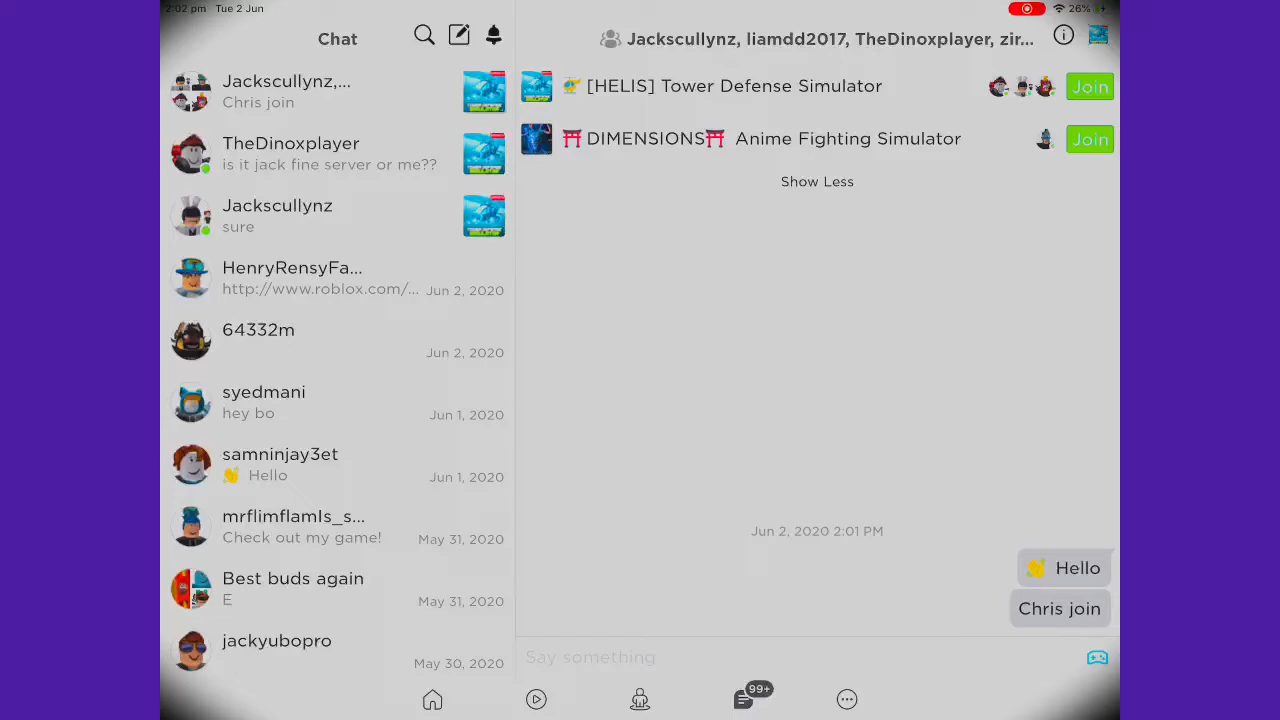 2:02 pm Tue 2 Jun
26%
Chat
Jackscullynz,...
Chris join
TheDinoxplayer
is it jack fine server or me??
Jackscullynz
sure
HenryRensyFa...
http://www.roblox.com/... Jun 2, 2020
64332m
Jun 2, 2020
syedmani
hey bo Jun 1, 2020
samninjay3et
👋 Hello Jun 1, 2020
mrflimflamIs_s...
Check out my game! May 31, 2020
Best buds again
E May 31, 2020
jackyubopro
May 30, 2020
Jackscullynz, liamdd2017, TheDinoxplayer, zir...
🚁 [HELIS] Tower Defense Simulator Join
⛩️DIMENSIONS⛩️ Anime Fighting Simulator Join
Show Less
Jun 2, 2020 2:01 PM
👋 Hello
Chris join
Say something
99+